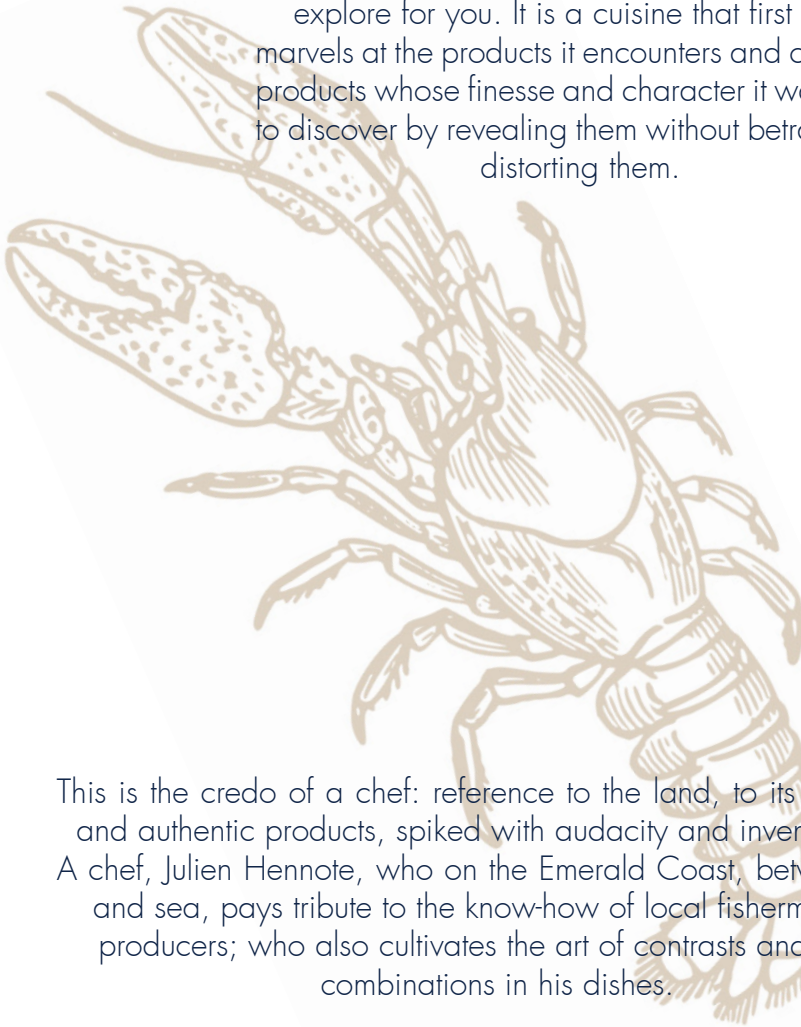 explore for you. It is a cuisine that first
marvels at the products it encounters and
products whose finesse and character it
to discover by revealing them without
distorting them.
This is the credo of a chef: reference to the land, to its
and authentic products, spiked with audacity and
A chef, Julien Hennote, who on the Emerald Coast,
and sea, pays tribute to the know-how of local
producers; who also cultivates the art of contrasts
combinations in his dishes.